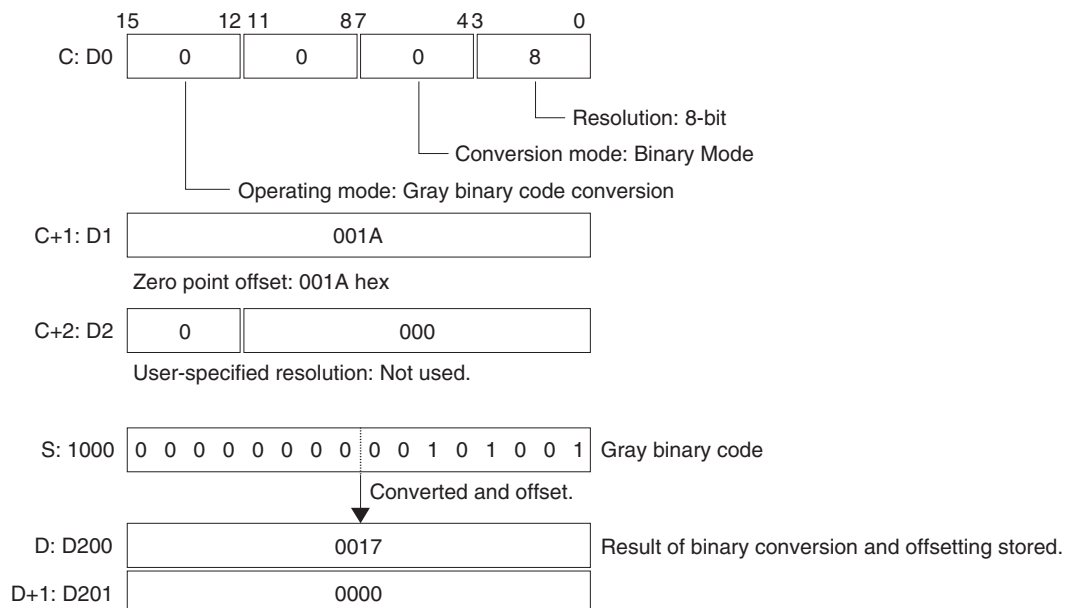 15 12 11 8 7 4 3 0
C: D0 0 0 0 8
Resolution: 8-bit
Conversion mode: Binary Mode
Operating mode: Gray binary code conversion
C+1: D1 001A
Zero point offset: 001A hex
C+2: D2 0 000
User-specified resolution: Not used.
S: 1000 0 0 0 0 0 0 0 0 0 0 1 0 1 0 0 1 Gray binary code
Converted and offset.
D: D200 0017 Result of binary conversion and offsetting stored.
D+1: D201 0000